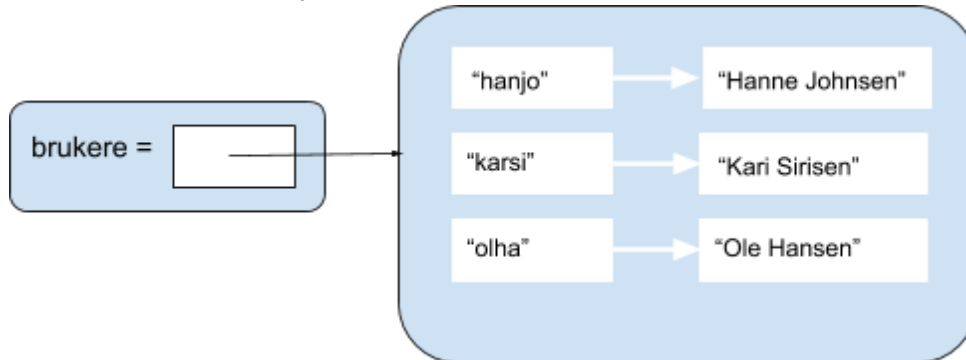 “hanjo” “Hanne Johnsen”
brukere =
“karsi” “Kari Sirisen”
“olha” “Ole Hansen”